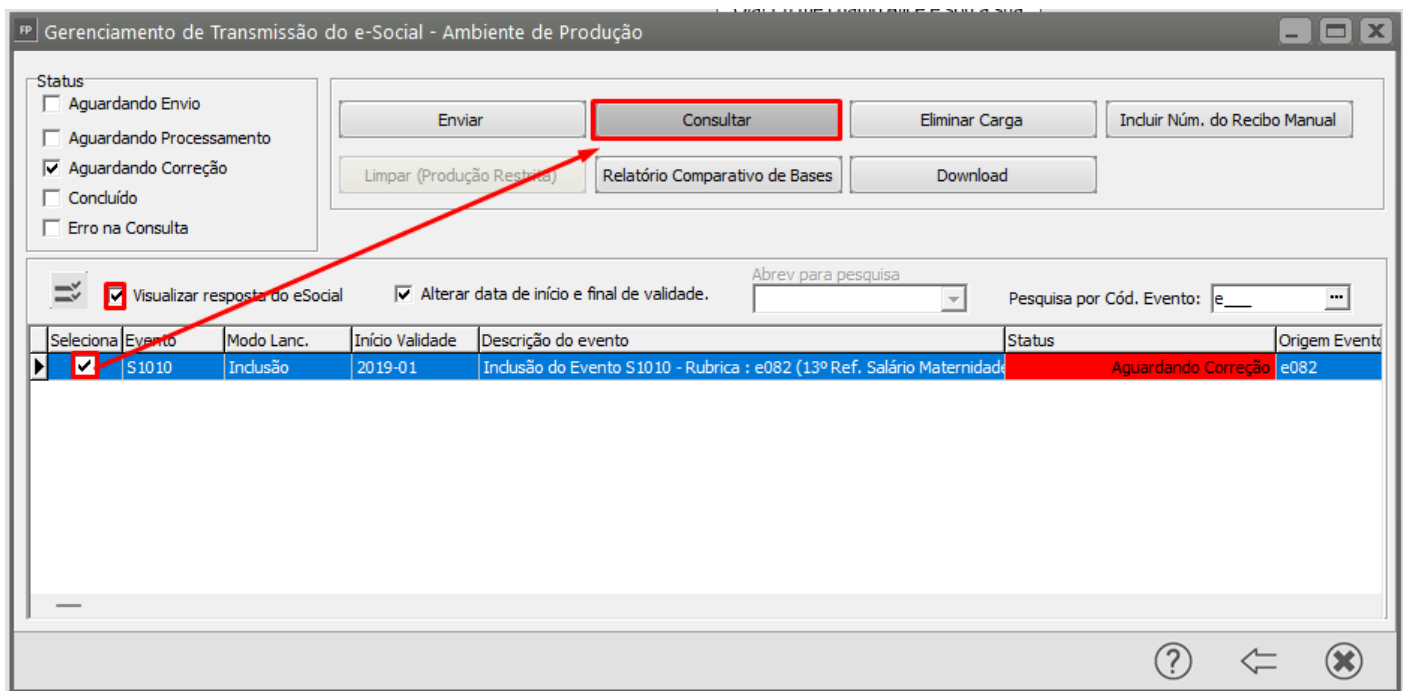 FP Gerenciamento de Transmissão do e-Social - Ambiente de Produção
Status
Aguardando Envio
Aguardando Processamento
Aguardando Correção
Concluído
Erro na Consulta
Enviar Consultar Eliminar Carga Incluir Núm. do Recibo Manual
Limpar (Produção Restrita) Relatório Comparativo de Bases Download
Abrev para pesquisa
Visualizar resposta do eSocial Alterar data de início e final de validade. Pesquisa por Cód. Evento: e___ ...
Seleciona Evento Modo Lanc. Início Validade Descrição do evento Status Origem Evento
S1010 Inclusão 2019-01 Inclusão do Evento S1010 - Rubrica : e082 (13º Ref. Salário Maternidade Aguardando Correção e082
?